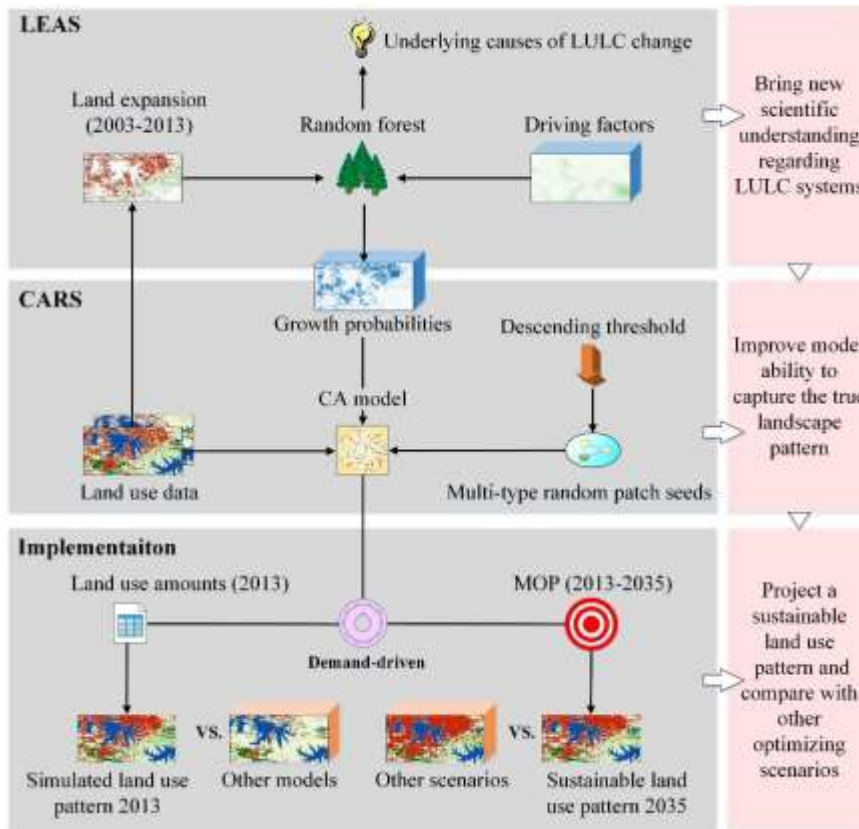 LEAS
Underlying causes of LULC change
Land expansion
(2003-2013)
Random forest
Driving factors
Bring new
scientific
understanding
regarding
LULC systems
CARS
Growth probabilities
Descending threshold
CA model
Land use data
Multi-type random patch seeds
Improve mode
ability to
capture the tru
landscape
pattern
Implementaiton
Land use amounts (2013)
MOP (2013-2035)
Demand-driven
VS.
VS.
Simulated land use
pattern 2013
Other models
Other scenarios
Sustainable land
use pattern 2035
Project a
sustainable
land use
pattern and
compare with
other
optimizing
scenarios